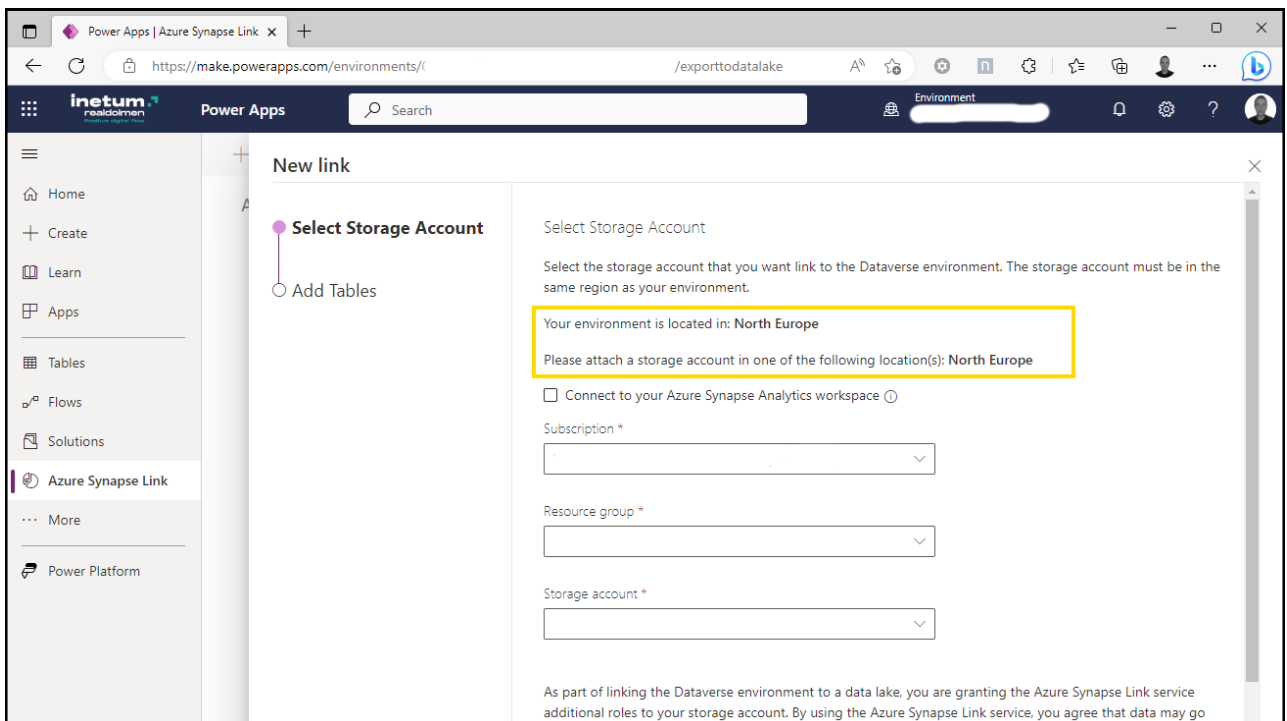 Power Apps | Azure Synapse Link
https://make.powerapps.com/environments/(
/exporttodatalake
inetum.
realdolmen
Power Apps
Search
Environment
Home
Create
Learn
Apps
Tables
Flows
Solutions
Azure Synapse Link
More
Power Platform
New link
Select Storage Account
Add Tables
Select Storage Account
Select the storage account that you want link to the Dataverse environment. The storage account must be in the
same region as your environment.
Your environment is located in: North Europe
Please attach a storage account in one of the following location(s): North Europe
Connect to your Azure Synapse Analytics workspace
Subscription *
Resource group *
Storage account *
As part of linking the Dataverse environment to a data lake, you are granting the Azure Synapse Link service
additional roles to your storage account. By using the Azure Synapse Link service, you agree that data may go